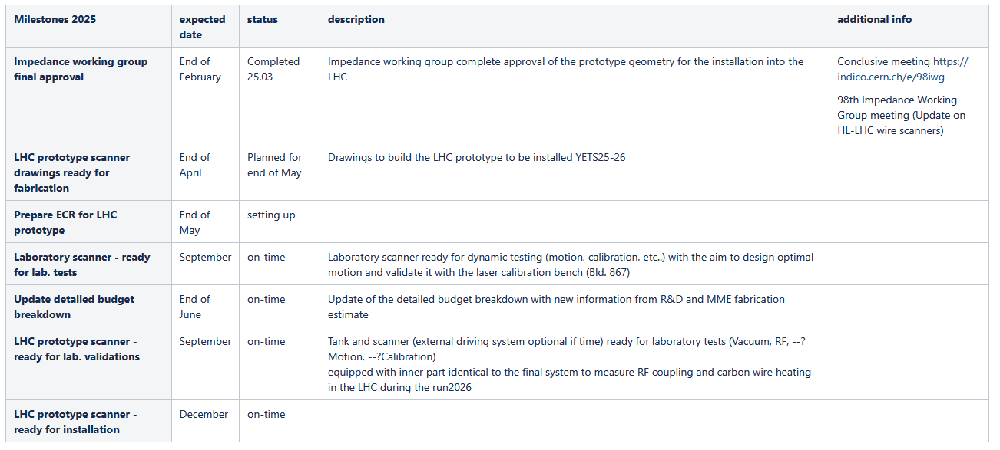 Milestones 2025
expected
date
status
description
additional info
Impedance working group
final approval
End of
February
Completed
25.03
Impedance working group complete approval of the prototype geometry for the installation into the
LHC
Conclusive meeting https://
indico.cern.ch/e/98iwg
98th Impedance Working
Group meeting (Update on
HL-LHC wire scanners)
LHC prototype scanner
drawings ready for
fabrication
End of
April
Planned for
end of May
Drawings to build the LHC prototype to be installed YETS25-26
Prepare ECR for LHC
prototype
End of
May
setting up
Laboratory scanner - ready
for lab. tests
September
on-time
Laboratory scanner ready for dynamic testing (motion, calibration, etc..) with the aim to design optimal
motion and validate it with the laser calibration bench (Bld. 867)
Update detailed budget
breakdown
End of
June
on-time
Update of the detailed budget breakdown with new information from R&D and MME fabrication
estimate
LHC prototype scanner -
ready for lab. validations
September
on-time
Tank and scanner (external driving system optional if time) ready for laboratory tests (Vacuum, RF, --?
Motion, --?Calibration)
equipped with inner part identical to the final system to measure RF coupling and carbon wire heating
in the LHC during the run2026
LHC prototype scanner -
ready for installation
December
on-time